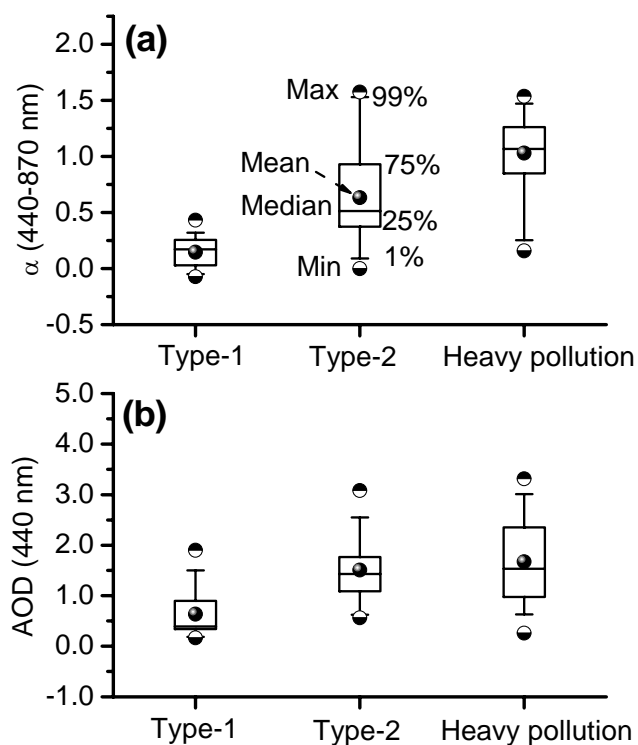 (a)
2.0
1.5
1.0
0.5
0.0
-0.5
α (440-870 nm)
Max
99%
Mean
75%
Median
25%
Min
1%
Type-1
Type-2
Heavy pollution
(b)
5.0
4.0
3.0
2.0
1.0
0.0
-1.0
AOD (440 nm)
Type-1
Type-2
Heavy pollution